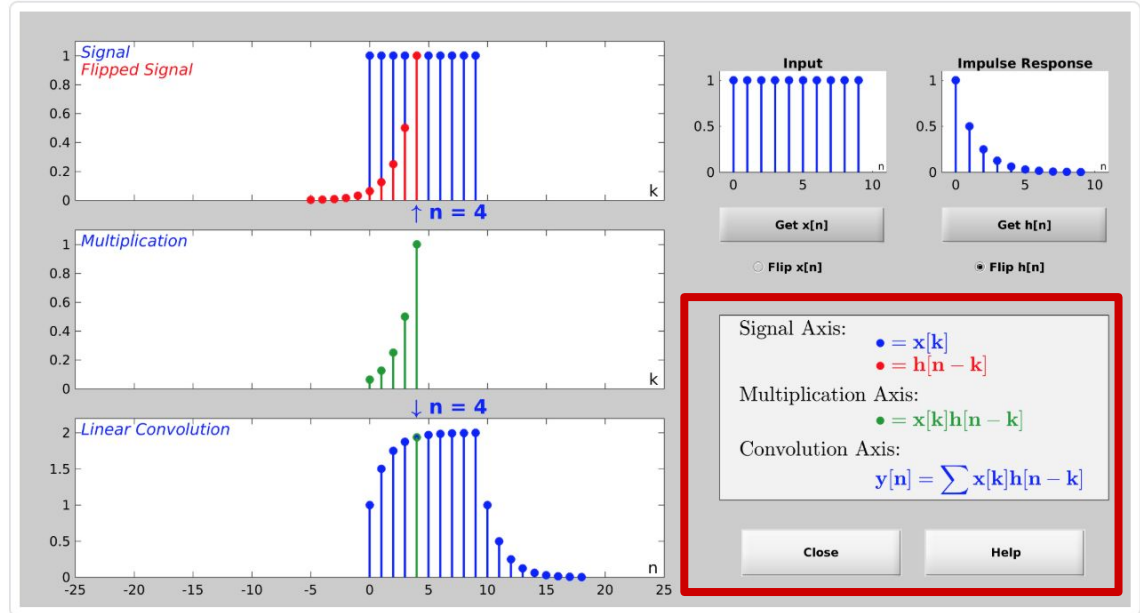 Signal
Flipped Signal
1
0.8
0.6
0.4
0.2
0
k
↑ n = 4
Multiplication
1
0.8
0.6
0.4
0.2
0
k
↓ n = 4
Linear Convolution
2
1.5
1
0.5
0
n
-25 -20 -15 -10 -5 0 5 10 15 20 25
Input
1
0.5
0
n
0 5 10
Get x[n]
Flip x[n]
Impulse Response
1
0.5
0
n
0 5 10
Get h[n]
Flip h[n]
Signal Axis:
● = x[k]
● = h[n − k]
Multiplication Axis:
● = x[k]h[n − k]
Convolution Axis:
y[n] = ∑ x[k]h[n − k]
Close Help